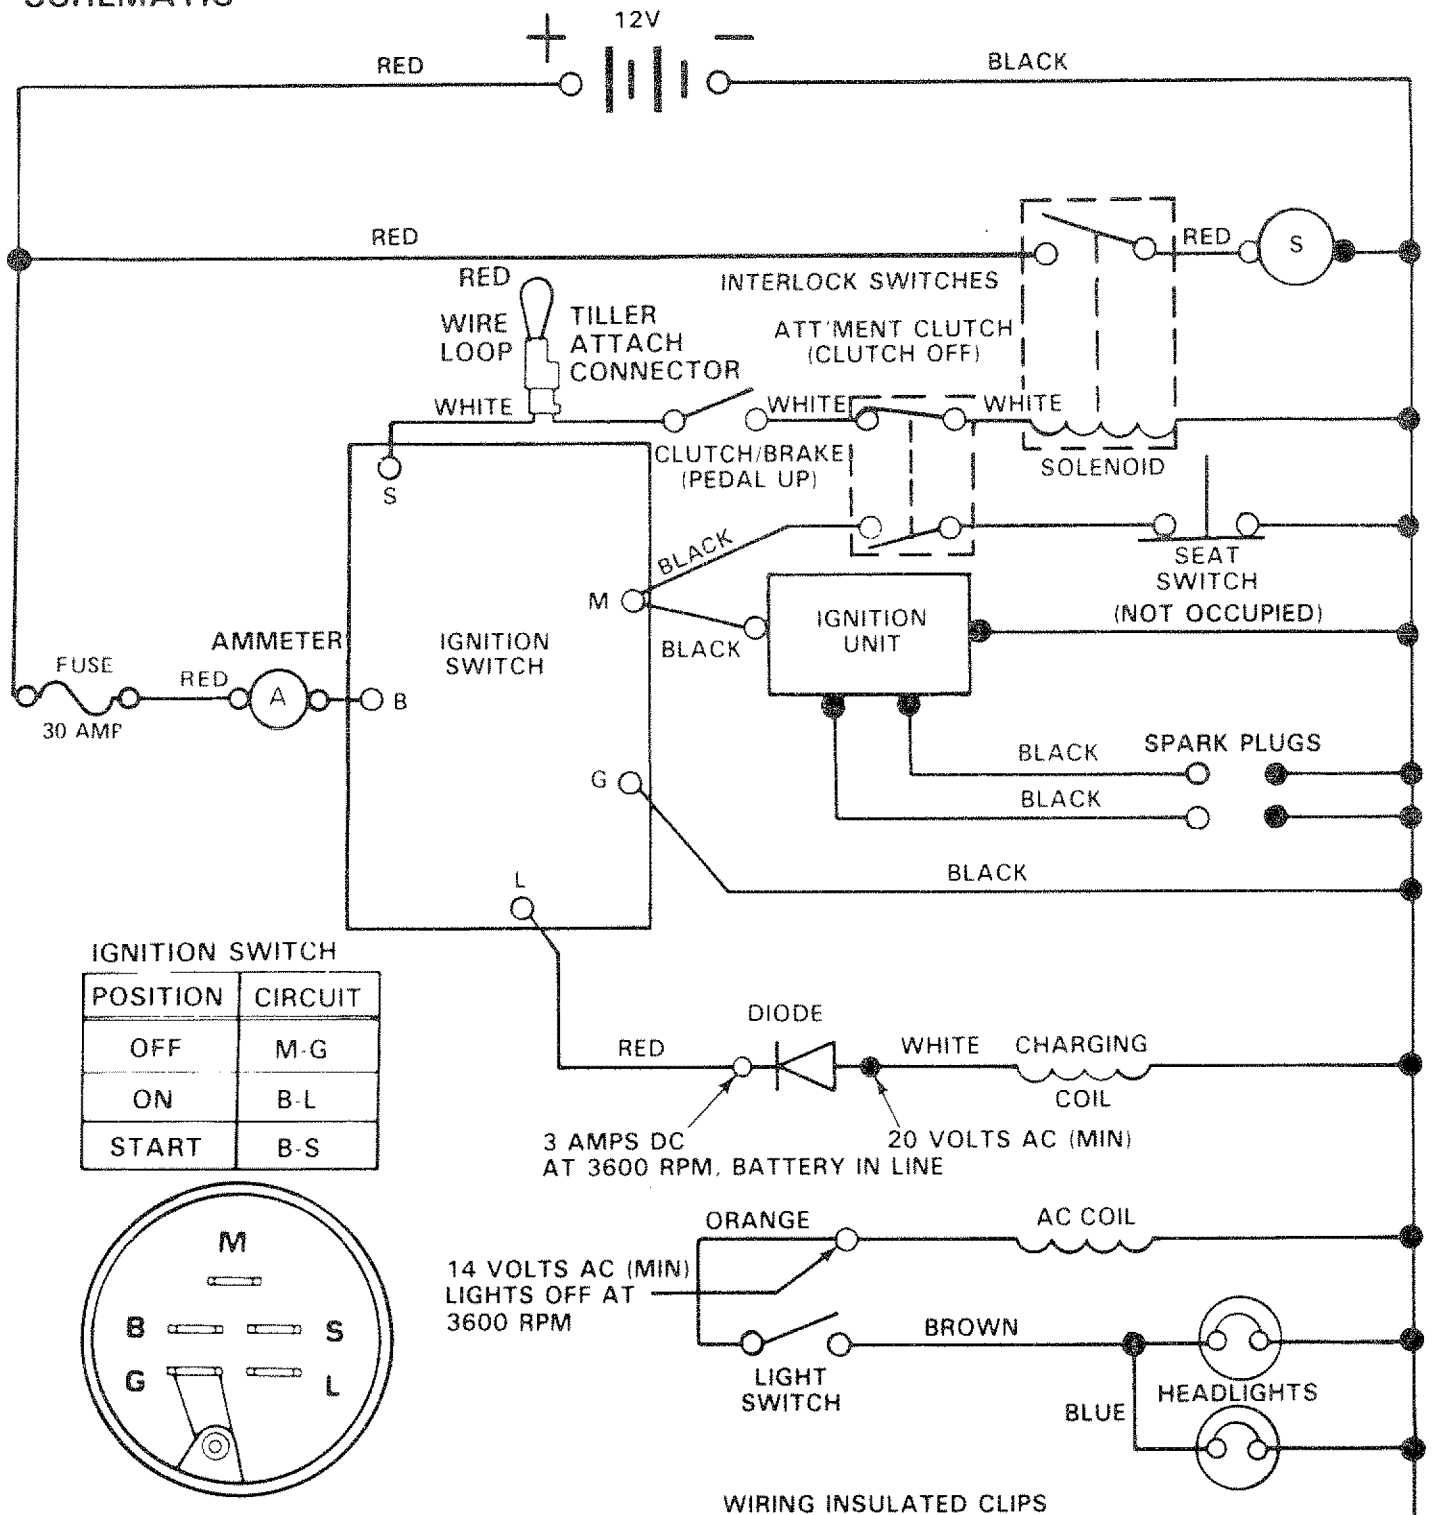 SCHEMATIC
12V
+
−
RED
BLACK
RED
RED
INTERLOCK SWITCHES
S
RED
WIRE
LOOP
TILLER
ATTACH
CONNECTOR
ATT'MENT CLUTCH
(CLUTCH OFF)
WHITE
WHITE
WHITE
CLUTCH/BRAKE
(PEDAL UP)
SOLENOID
S
BLACK
SEAT
SWITCH
(NOT OCCUPIED)
M
BLACK
IGNITION
UNIT
IGNITION
SWITCH
AMMETER
FUSE
30 AMP
RED
A
B
G
BLACK
SPARK PLUGS
BLACK
BLACK
L
IGNITION SWITCH
POSITION CIRCUIT
OFF M-G
ON B-L
START B-S
DIODE
RED
WHITE
CHARGING
COIL
3 AMPS DC
AT 3600 RPM, BATTERY IN LINE
20 VOLTS AC (MIN)
M
B
S
G
L
ORANGE
AC COIL
14 VOLTS AC (MIN)
LIGHTS OFF AT
3600 RPM
BROWN
LIGHT
SWITCH
HEADLIGHTS
BLUE
WIRING INSULATED CLIPS